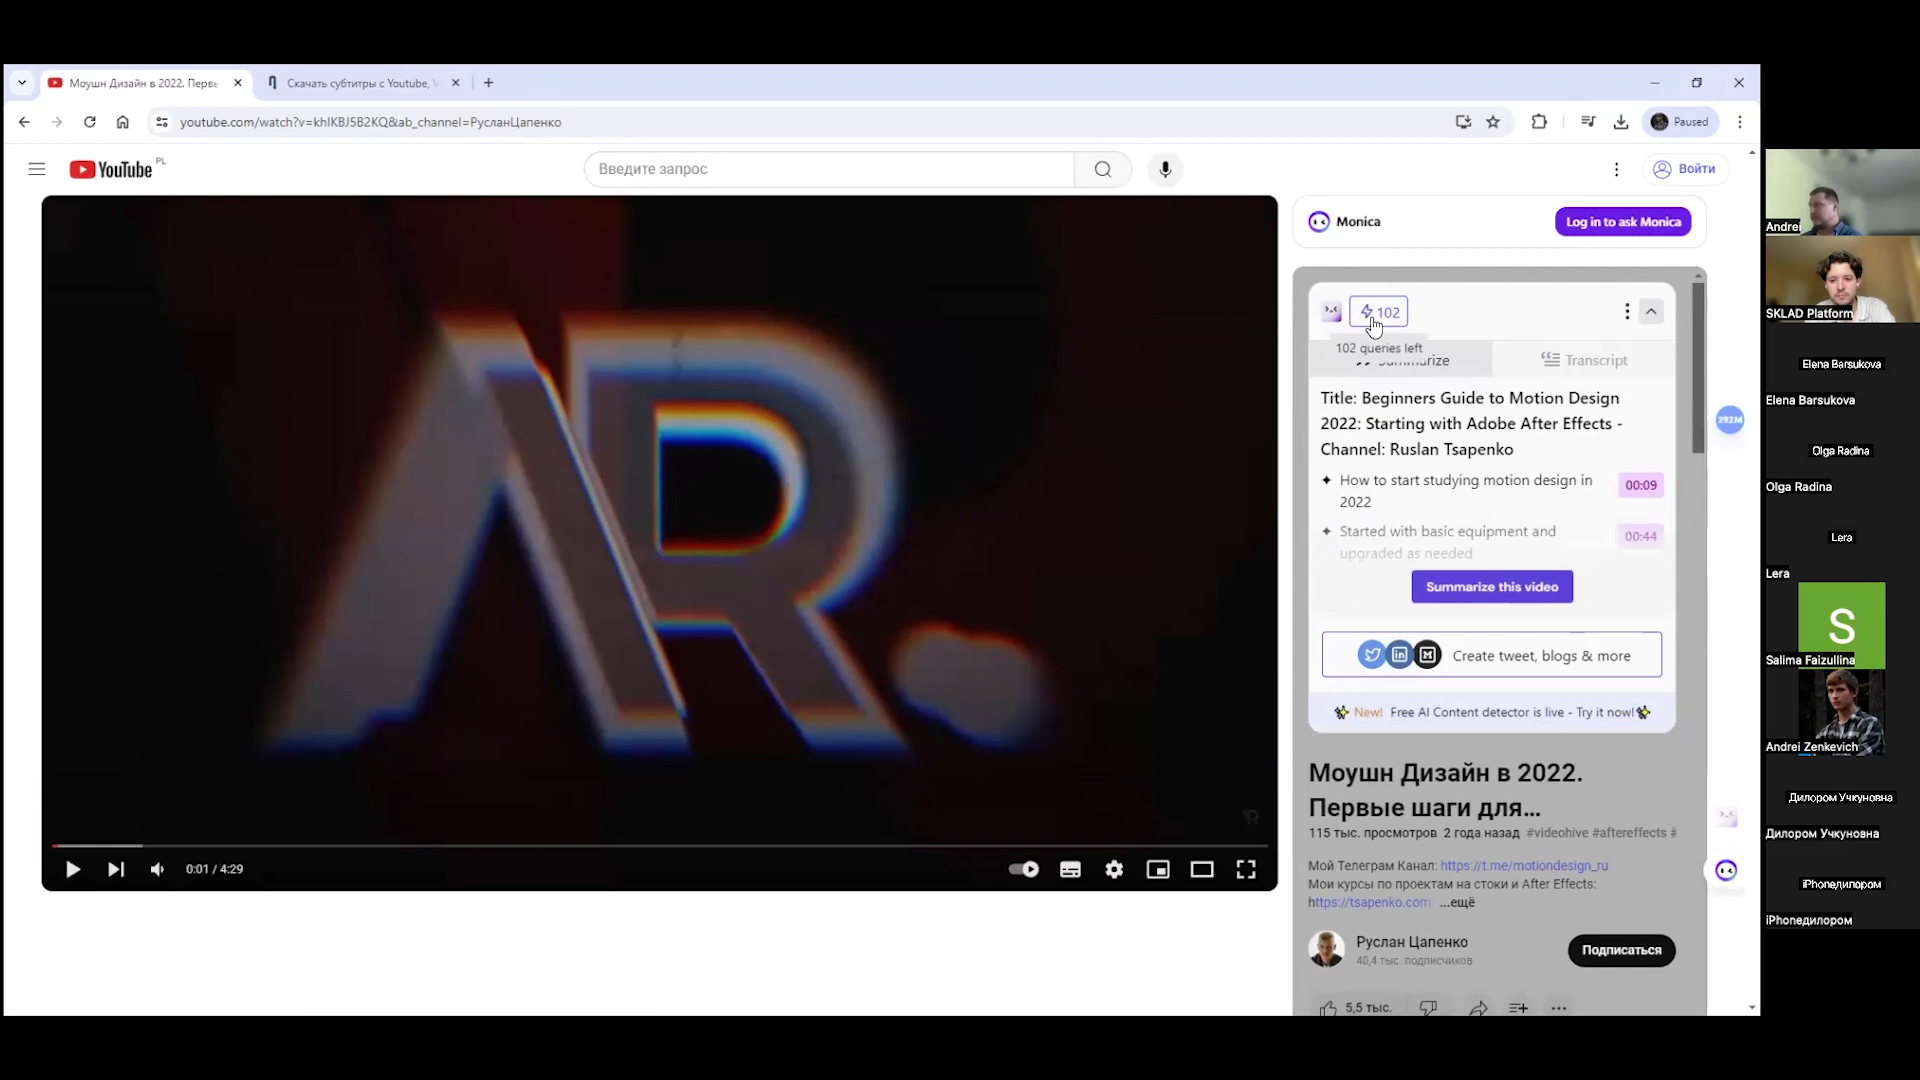 Моушн Дизайн в 2022. Первы
Скачать субтитры с Youtube, V
youtube.com/watch?v=khIKBJ5B2KQ&ab_channel=РусланЦапенко
Paused
YouTube PL
Введите запрос
Войти
AR.
0:01 / 4:29
Monica
Log in to ask Monica
102
102 queries left
Summarize
Transcript
Title: Beginners Guide to Motion Design
2022: Starting with Adobe After Effects -
Channel: Ruslan Tsapenko
How to start studying motion design in
2022
00:09
Started with basic equipment and
upgraded as needed
00:44
Summarize this video
Create tweet, blogs & more
New! Free AI Content detector is live - Try it now!
292M
Моушн Дизайн в 2022.
Первые шаги для...
115 тыс. просмотров 2 года назад #videohive #aftereffects #
Мой Телеграм Канал: https://t.me/motiondesign_ru
Мои курсы по проектам на стоки и After Effects:
https://tsapenko.com ...ещё
Руслан Цапенко
40,4 тыс. подписчиков
Подписаться
5,5 тыс.
Andrei
SKLAD Platform
Elena Barsukova
Elena Barsukova
Olga Radina
Olga Radina
Lera
Lera
S
Salima Faizullina
Andrei Zenkevich
Дилором Учкуновна
Дилором Учкуновна
iPhoneдилором
iPhoneдилором